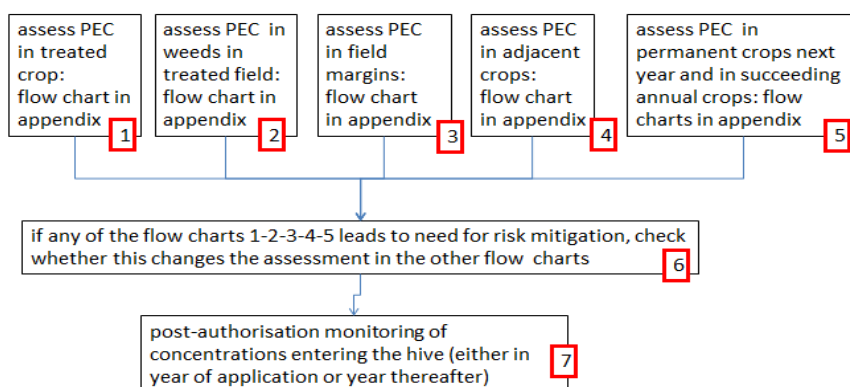 assess PEC
in treated
crop:
flow chart in
appendix
1
assess PEC in
weeds in
treated field:
flow chart in
appendix
2
assess PEC
in field
margins:
flow chart
in appendix
3
assess PEC
in adjacent
crops:
flow chart
in appendix
4
assess PEC in
permanent crops next
year and in succeeding
annual crops: flow
charts in appendix
5
if any of the flow charts 1-2-3-4-5 leads to need for risk mitigation, check
whether this changes the assessment in the other flow charts
6
post-authorisation monitoring of
concentrations entering the hive (either in
year of application or year thereafter)
7